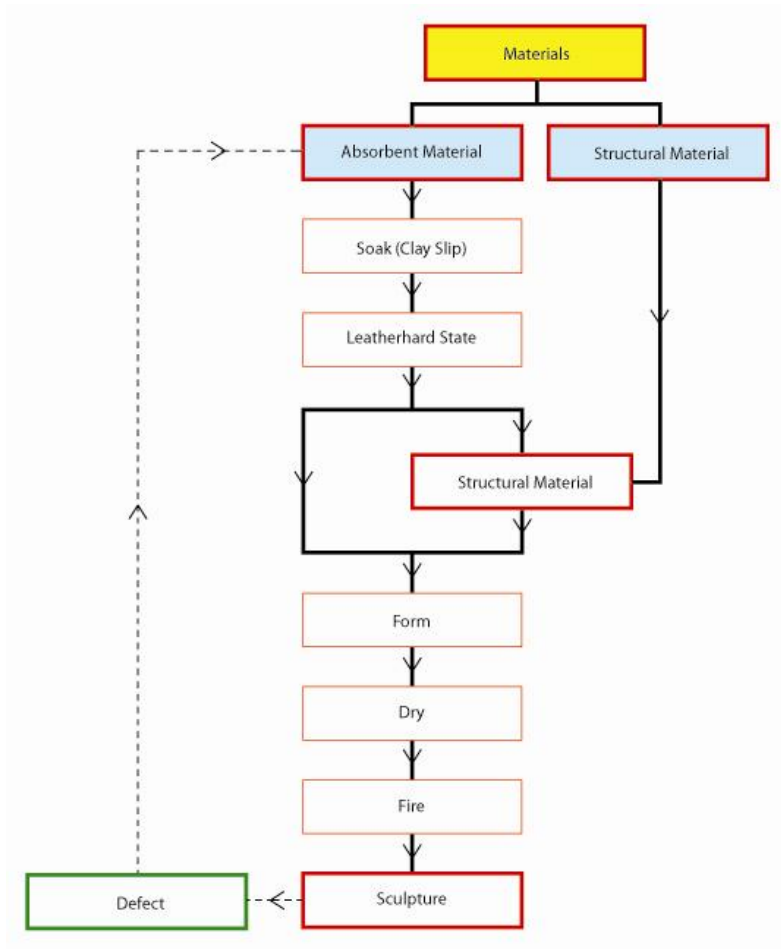 Materials
Absorbent Material
Structural Material
Soak (Clay Slip)
Leatherhard State
Structural Material
Form
Dry
Fire
Sculpture
Defect